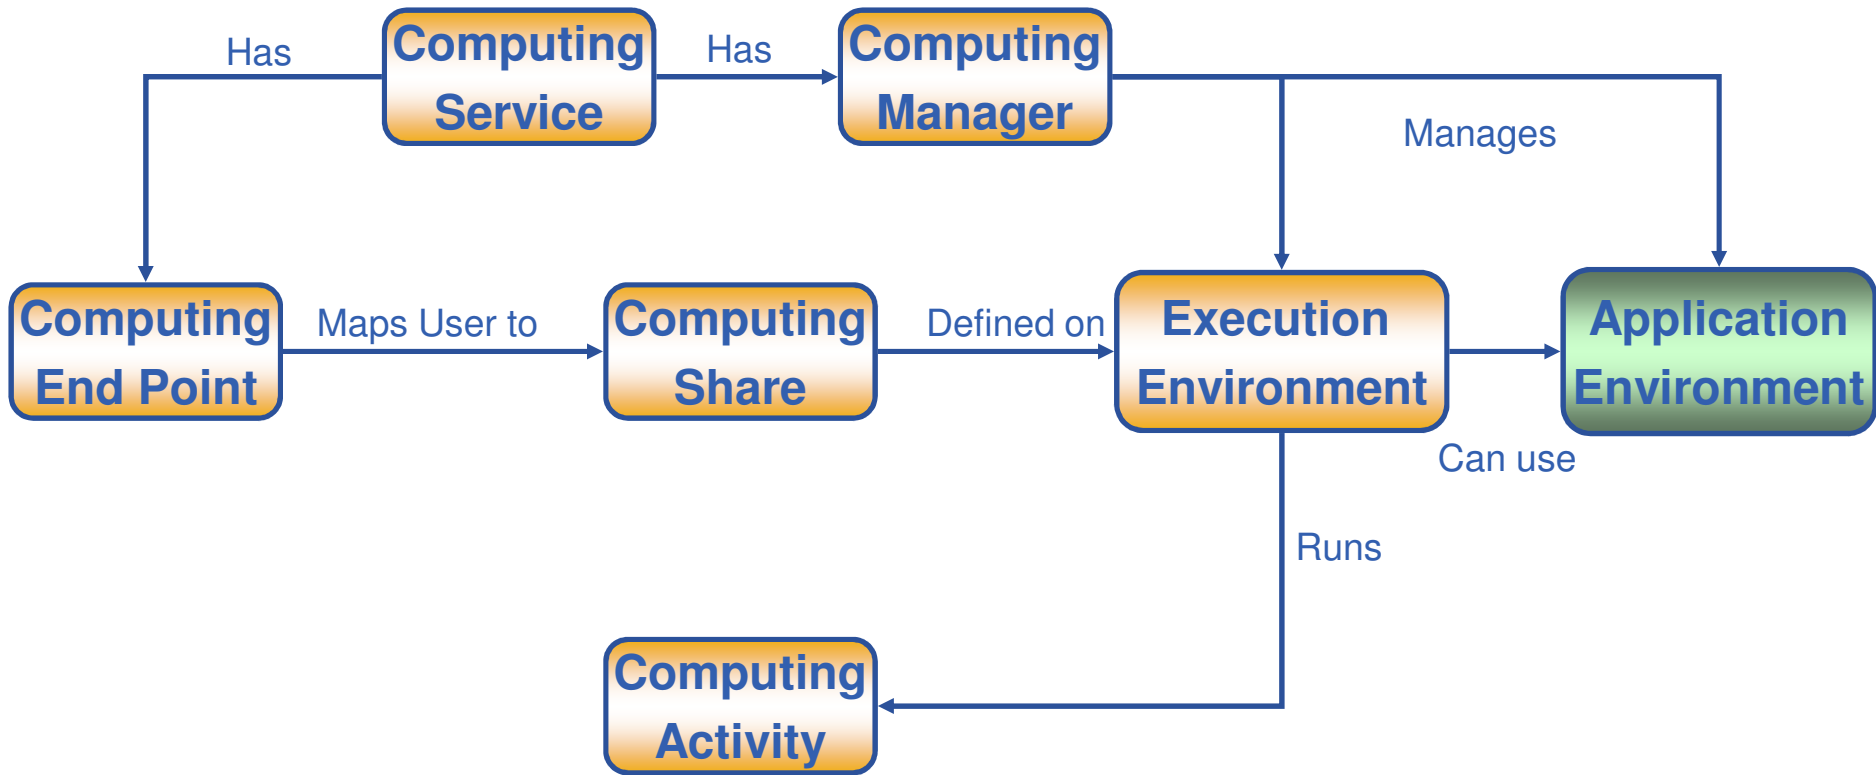 Has
Computing
Service
Has
Computing
Manager
Manages
Computing
End Point
Maps User to
Computing
Share
Defined on
Execution
Environment
Can use
Application
Environment
Runs
Computing
Activity